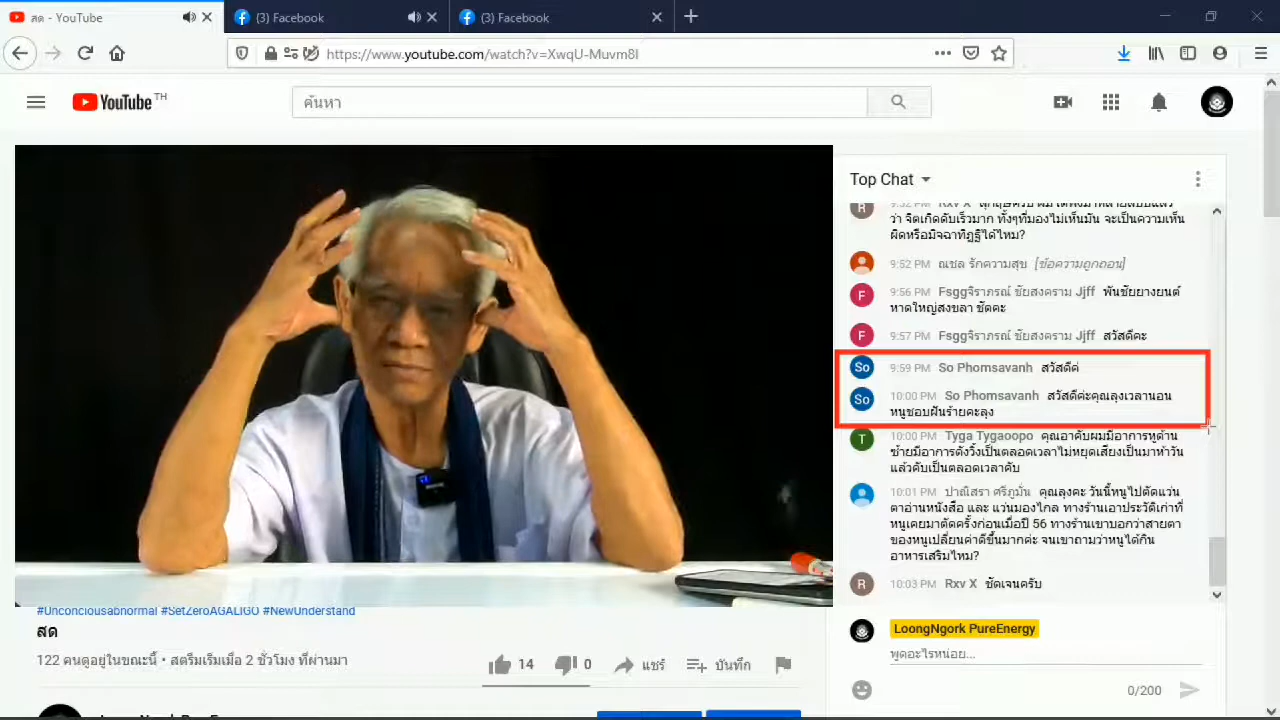 สด - YouTube
(3) Facebook
(3) Facebook
https://www.youtube.com/watch?v=XwqU-Muvm8I
YouTube TH
ค้นหา
Top Chat
ว่า จิตเกิดดับเร็วมาก ทั้งๆที่มองไม่เห็นมัน จะเป็นความเห็น
ผิดหรือมิจฉาทิฏฐิได้ไหม?
9:52 PM ณชล รักความสุข [ข้อความถูกถอน]
9:56 PM Fsggจิราภรณ์ ชัยสงคราม Jjff พันชัยยางยนต์
หาดใหญ่สงขลา ชัดคะ
9:57 PM Fsggจิราภรณ์ ชัยสงคราม Jjff สวัสดีคะ
So 9:59 PM So Phomsavanh สวัสดีค่
So 10:00 PM So Phomsavanh สวัสดีค่ะคุณลุงเวลานอน
หนูชอบฝันร้ายคะลุง
T 10:00 PM Tyga Tygaoopo คุณอาคับผมมีอาการหูด้าน
ซ้ายมีอาการดังวิ้งเป็นตลอดเวลาไม่หยุดเสียงเป็นมาห้าวัน
แล้วคับเป็นตลอดเวลาคับ
10:01 PM ปาณิสรา ศรีภูมั่น คุณลุงคะ วันนี้หนูไปตัดแว่น
ตาอ่านหนังสือ และ แว่นมองไกล ทางร้านเอาประวัติเก่าที่
หนูเคยมาตัดครั้งก่อนเมื่อปี 56 ทางร้านเขาบอกว่าสายตา
ของหนูเปลี่ยนค่าดีขึ้นมากค่ะ จนเขาถามว่าหนูได้กิน
อาหารเสริมไหม?
R 10:03 PM Rxv X ชัดเจนครับ
LoongNgork PureEnergy
พูดอะไรหน่อย...
0/200
#Unconciousabnormal #SetZeroAGALIGO #NewUnderstand
สด
122 คนดูอยู่ในขณะนี้ • สตรีมเริ่มเมื่อ 2 ชั่วโมง ที่ผ่านมา
14 0 แชร์ บันทึก